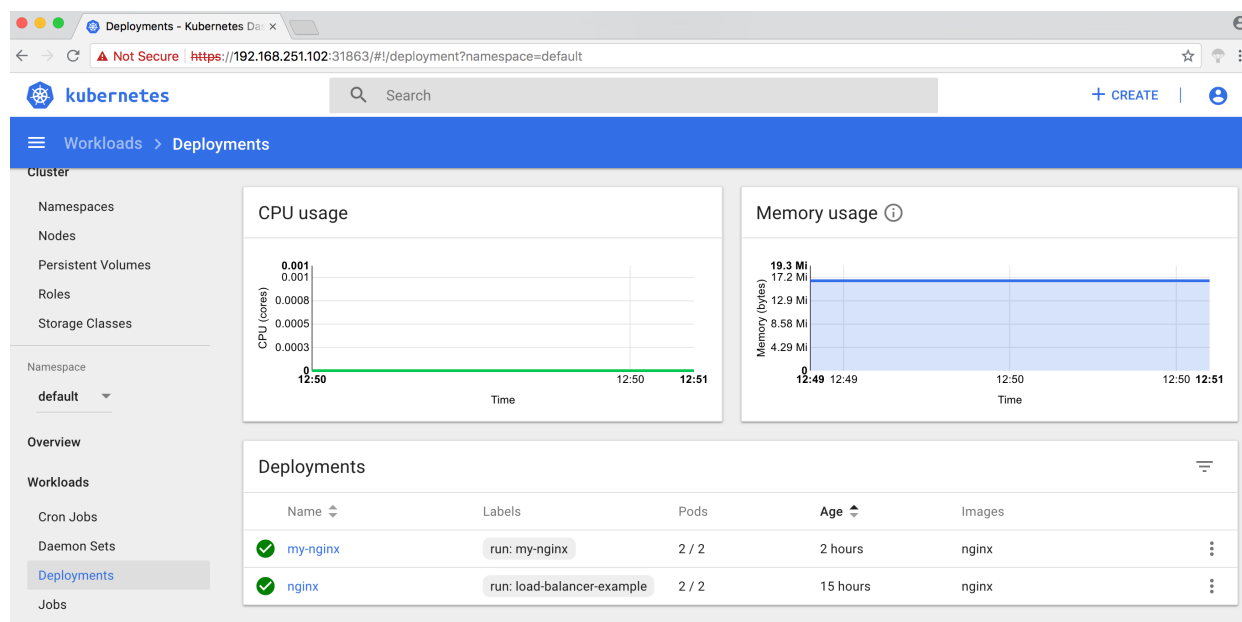 Deployments - Kubernetes Das ×
Not Secure | https://192.168.251.102:31863/#!/deployment?namespace=default
kubernetes
Search
+ CREATE
Workloads > Deployments
Cluster
Namespaces
Nodes
Persistent Volumes
Roles
Storage Classes
Namespace
default
Overview
Workloads
Cron Jobs
Daemon Sets
Deployments
Jobs
CPU usage
CPU (cores)
0.001
0.001
0.0008
0.0005
0.0003
0
12:50 12:50 12:51
Time
Memory usage
Memory (bytes)
19.3 Mi
17.2 Mi
12.9 Mi
8.58 Mi
4.29 Mi
0
12:49 12:49 12:50 12:50 12:51
Time
Deployments
Name Labels Pods Age Images
my-nginx run: my-nginx 2 / 2 2 hours nginx
nginx run: load-balancer-example 2 / 2 15 hours nginx